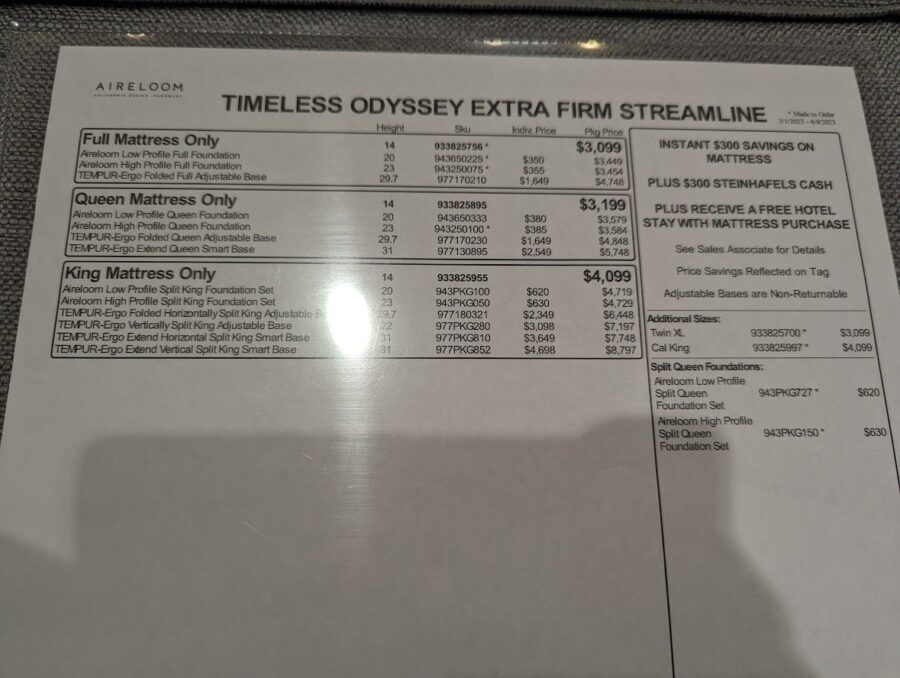 AIRELOOM
TIMELESS ODYSSEY EXTRA FIRM STREAMLINE
* Made to Order
3/1/2023 - 4/4/2023
Height Sku Indiv. Price Pkg Price
Full Mattress Only 14 933825756 * $3,099
Aireloom Low Profile Full Foundation 20 943650225 * $350 $3,449
Aireloom High Profile Full Foundation 23 943250075 * $355 $3,454
TEMPUR-Ergo Folded Full Adjustable Base 29.7 977170210 $1,649 $4,748
Queen Mattress Only 14 933825895 $3,199
Aireloom Low Profile Queen Foundation 20 943650333 $380 $3,579
Aireloom High Profile Queen Foundation 23 943250100 * $385 $3,584
TEMPUR-Ergo Folded Queen Adjustable Base 29.7 977170230 $1,649 $4,848
TEMPUR-Ergo Extend Queen Smart Base 31 977130895 $2,549 $5,748
King Mattress Only 14 933825955 $4,099
Aireloom Low Profile Split King Foundation Set 20 943PKG100 $620 $4,719
Aireloom High Profile Split King Foundation Set 23 943PKG050 $630 $4,729
TEMPUR-Ergo Folded Horizontally Split King Adjustable 29.7 977180321 $2,349 $6,448
TEMPUR-Ergo Vertically Split King Adjustable Base 22 977PKG280 $3,098 $7,197
TEMPUR-Ergo Extend Horizontal Split King Smart Base 31 977PKG810 $3,649 $7,748
TEMPUR-Ergo Extend Vertical Split King Smart Base 31 977PKG852 $4,698 $8,797
INSTANT $300 SAVINGS ON
MATTRESS
PLUS $300 STEINHAFELS CASH
PLUS RECEIVE A FREE HOTEL
STAY WITH MATTRESS PURCHASE
See Sales Associate for Details
Price Savings Reflected on Tag
Adjustable Bases are Non-Returnable
Additional Sizes:
Twin XL 933825700 * $3,099
Cal King 933825997 * $4,099
Split Queen Foundations:
Aireloom Low Profile
Split Queen 943PKG727 * $620
Foundation Set
Aireloom High Profile
Split Queen 943PKG150 * $630
Foundation Set